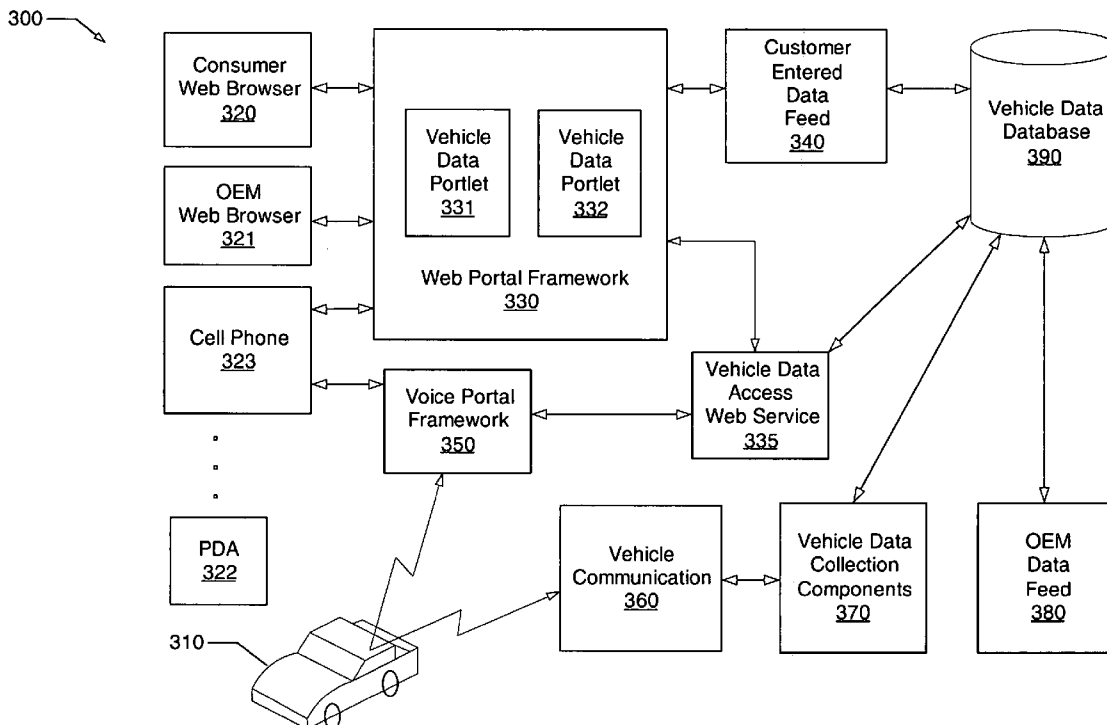 300
Consumer
Web Browser
320
OEM
Web Browser
321
Cell Phone
323
PDA
322
310
Vehicle
Data
Portlet
331
Vehicle
Data
Portlet
332
Web Portal Framework
330
Voice Portal
Framework
350
Customer
Entered
Data
Feed
340
Vehicle Data
Database
390
Vehicle Data
Access
Web Service
335
Vehicle
Communication
360
Vehicle Data
Collection
Components
370
OEM
Data
Feed
380